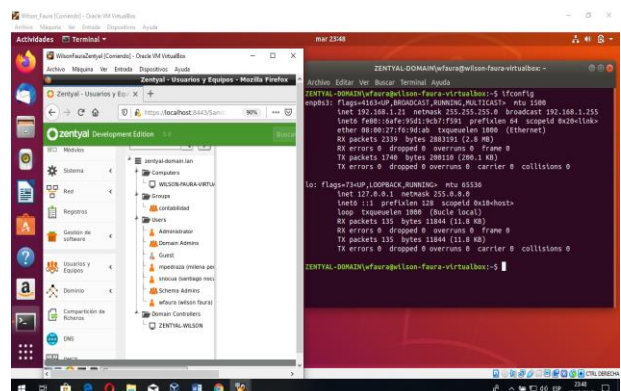 Wilson_Faura [Corriendo] - Oracle VM VirtualBox
Archivo Máquina Ver Entrada Dispositivos Ayuda
Actividades Terminal mar 23:48
WilsonFauraZentyal [Corriendo] - Oracle VM VirtualBox
Archivo Máquina Ver Entrada Dispositivos Ayuda
Zentyal - Usuarios y Equipos - Mozilla Firefox
Zentyal - Usuarios y Eq
https://localhost:8443/Sam 90%
zentyal Development Edition
Busca
Módulos
Sistema
Red
Registros
Gestión de software
Usuarios y Equipos
Dominio
Compartición de Ficheros
DNS
zentyal-domain.lan
Computers
WILSON-FAURA-VIRTU
Groups
contabilidad
Users
Administrator
Domain Admins
Guest
mpedraza (milena per
snocua (santiago nocu
Schema Admins
wfaura (wilson faura)
Domain Controllers
ZENTYAL-WILSON
ZENTYAL-DOMAIN\wfaura@wilson-faura-virtualbox: ~
Archivo Editar Ver Buscar Terminal Ayuda
ZENTYAL-DOMAIN\wfaura@wilson-faura-virtualbox:~$ ifconfig
enp0s3: flags=4163<UP,BROADCAST,RUNNING,MULTICAST> mtu 1500
inet 192.168.1.21 netmask 255.255.255.0 broadcast 192.168.1.255
inet6 fe80::6afe:95d1:9cb7:f591 prefixlen 64 scopeid 0x20<link>
ether 08:00:27:f6:9d:ab txqueuelen 1000 (Ethernet)
RX packets 2339 bytes 2883191 (2.8 MB)
RX errors 0 dropped 0 overruns 0 frame 0
TX packets 1740 bytes 200110 (200.1 KB)
TX errors 0 dropped 0 overruns 0 carrier 0 collisions 0
lo: flags=73<UP,LOOPBACK,RUNNING> mtu 65536
inet 127.0.0.1 netmask 255.0.0.0
inet6 ::1 prefixlen 128 scopeid 0x10<host>
loop txqueuelen 1000 (Bucle local)
RX packets 135 bytes 11844 (11.8 KB)
RX errors 0 dropped 0 overruns 0 frame 0
TX packets 135 bytes 11844 (11.8 KB)
TX errors 0 dropped 0 overruns 0 carrier 0 collisions 0
ZENTYAL-DOMAIN\wfaura@wilson-faura-virtualbox:~$
CTRL DERECHA
ESP 23:48